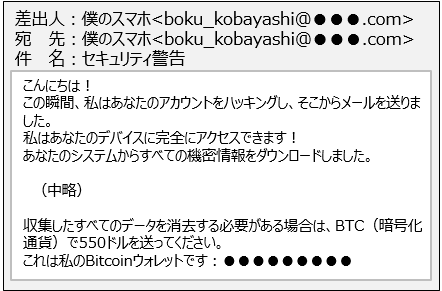 差出人：僕のスマホ<boku_kobayashi@●●●.com>
宛　先：僕のスマホ<boku_kobayashi@●●●.com>
件　名：セキュリティ警告
こんにちは！
この瞬間、私はあなたのアカウントをハッキングし、そこからメールを送りま
した。
私はあなたのデバイスに完全にアクセスできます！
あなたのシステムからすべての機密情報をダウンロードしました。
（中略）
収集したすべてのデータを消去する必要がある場合は、BTC（暗号化
通貨）で550ドルを送ってください。
これは私のBitcoinウォレットです：●●●●●●●●●